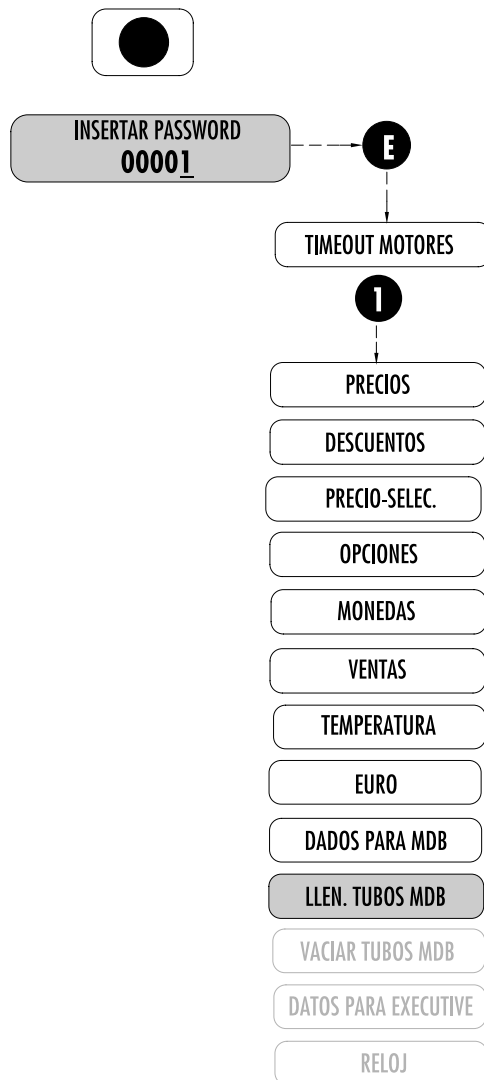 INSERTAR PASSWORD
00001
E
TIMEOUT MOTORES
1
PRECIOS
DESCUENTOS
PRECIO-SELEC.
OPCIONES
MONEDAS
VENTAS
TEMPERATURA
EURO
DADOS PARA MDB
LLEN. TUBOS MDB
VACIAR TUBOS MDB
DATOS PARA EXECUTIVE
RELOJ